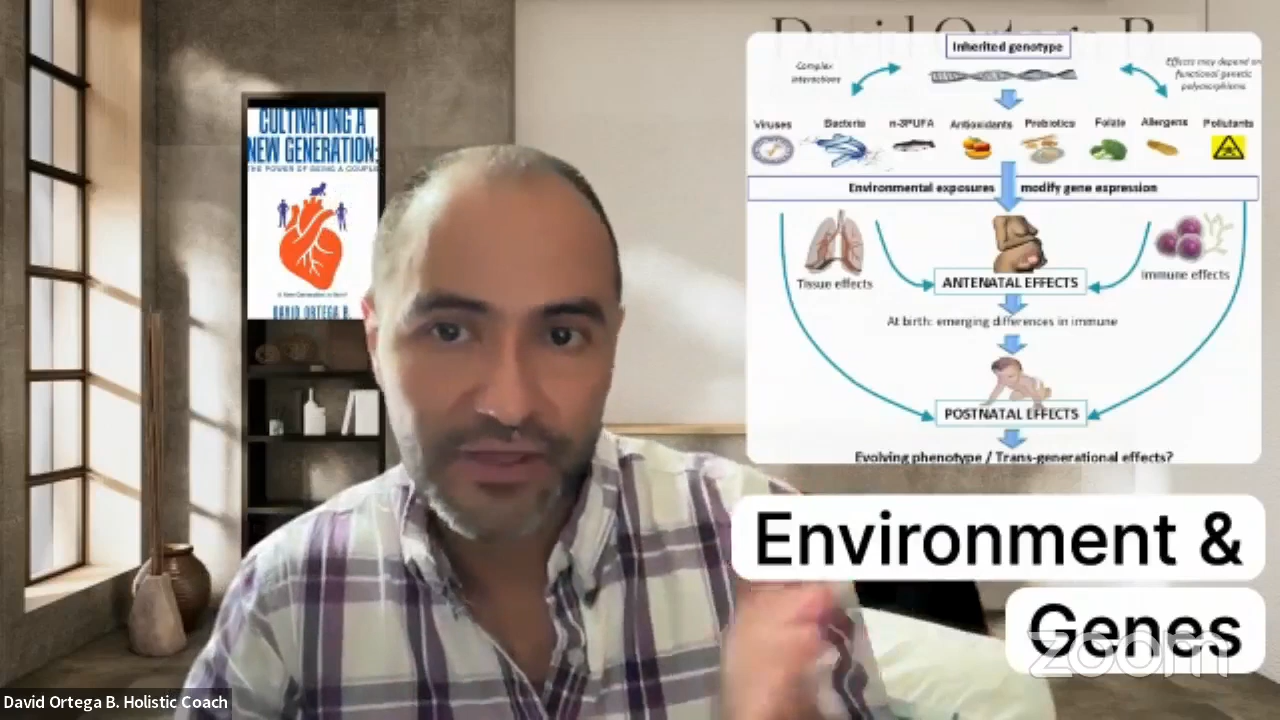 David Ortega B.
CULTIVATING A
NEW GENERATION:
THE POWER OF BEING A COUPLE
DAVID ORTEGA B.
Inherited genotype
Complex
interactions
Effects may depend on
functional genetic
polymorphisms
Viruses
Bacteria
n-3PUFA
Antioxidants
Probiotics
Folate
Allergens
Pollutants
Environmental exposures
modify gene expression
Tissue effects
ANTENATAL EFFECTS
Immune effects
At birth: emerging differences in immune
POSTNATAL EFFECTS
Evolving phenotype / Trans-generational effects?
Environment &
Genes
zoom
David Ortega B. Holistic Coach